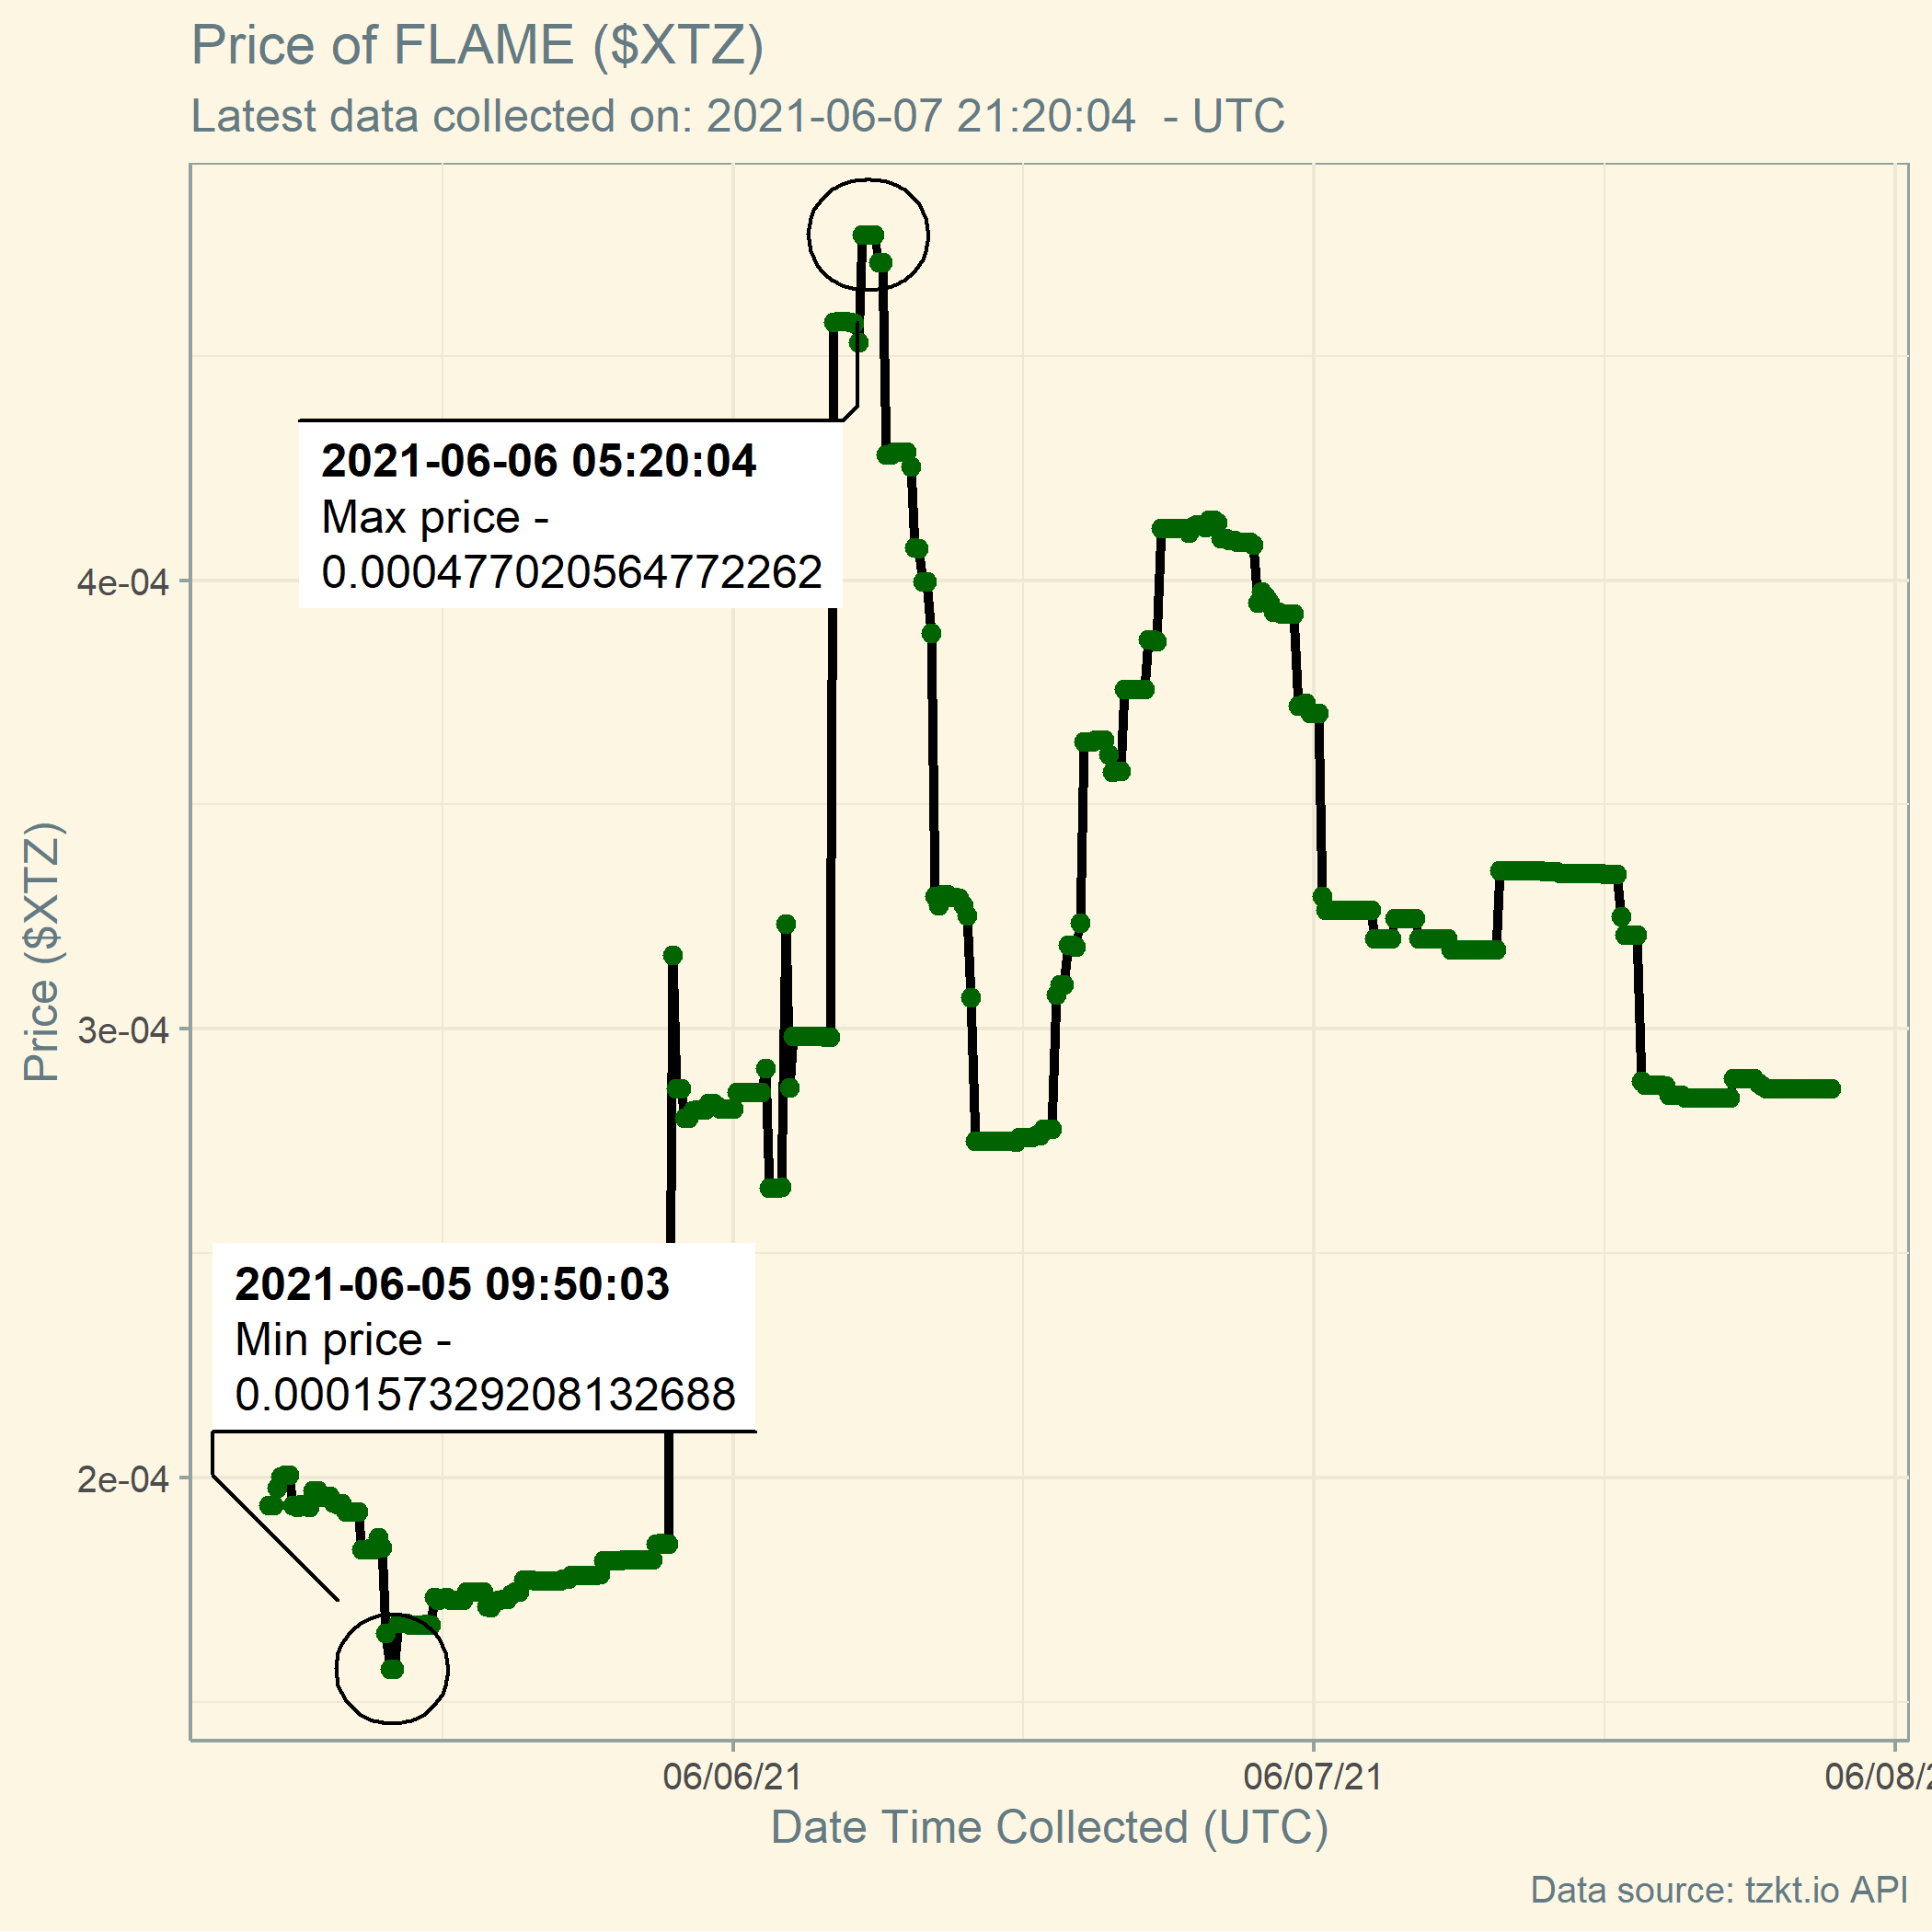 Price of FLAME ($XTZ)
Latest data collected on: 2021-06-07 21:20:04  - UTC
2021-06-06 05:20:04
Max price -
0.000477020564772262
4e-04
3e-04
2021-06-05 09:50:03
Min price -
0.000157329208132688
2e-04
Price ($XTZ)
06/06/21
06/07/21
06/08/2
Date Time Collected (UTC)
Data source: tzkt.io API